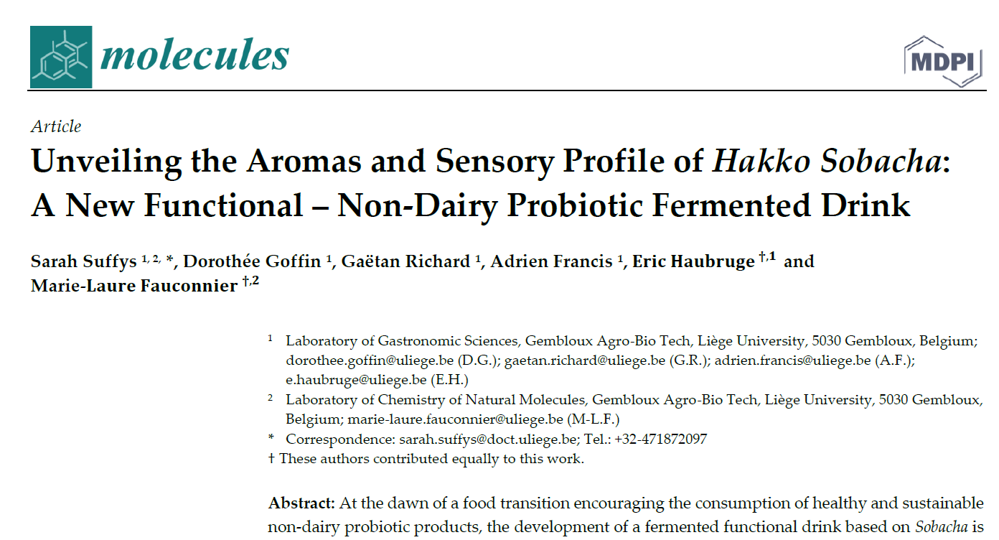 molecules
MDPI
Article
Unveiling the Aromas and Sensory Profile of Hakko Sobacha:
A New Functional – Non-Dairy Probiotic Fermented Drink
Sarah Suffys 1, 2, *, Dorothée Goffin 1, Gaëtan Richard 1, Adrien Francis 1, Eric Haubruge †,1 and
Marie-Laure Fauconnier †,2
1 Laboratory of Gastronomic Sciences, Gembloux Agro-Bio Tech, Liège University, 5030 Gembloux, Belgium;
dorothee.goffin@uliege.be (D.G.); gaetan.richard@uliege.be (G.R.); adrien.francis@uliege.be (A.F.);
e.haubruge@uliege.be (E.H.)
2 Laboratory of Chemistry of Natural Molecules, Gembloux Agro-Bio Tech, Liège University, 5030 Gembloux,
Belgium; marie-laure.fauconnier@uliege.be (M-L.F.)
* Correspondence: sarah.suffys@doct.uliege.be; Tel.: +32-471872097
† These authors contributed equally to this work.
Abstract: At the dawn of a food transition encouraging the consumption of healthy and sustainable
non-dairy probiotic products, the development of a fermented functional drink based on Sobacha is